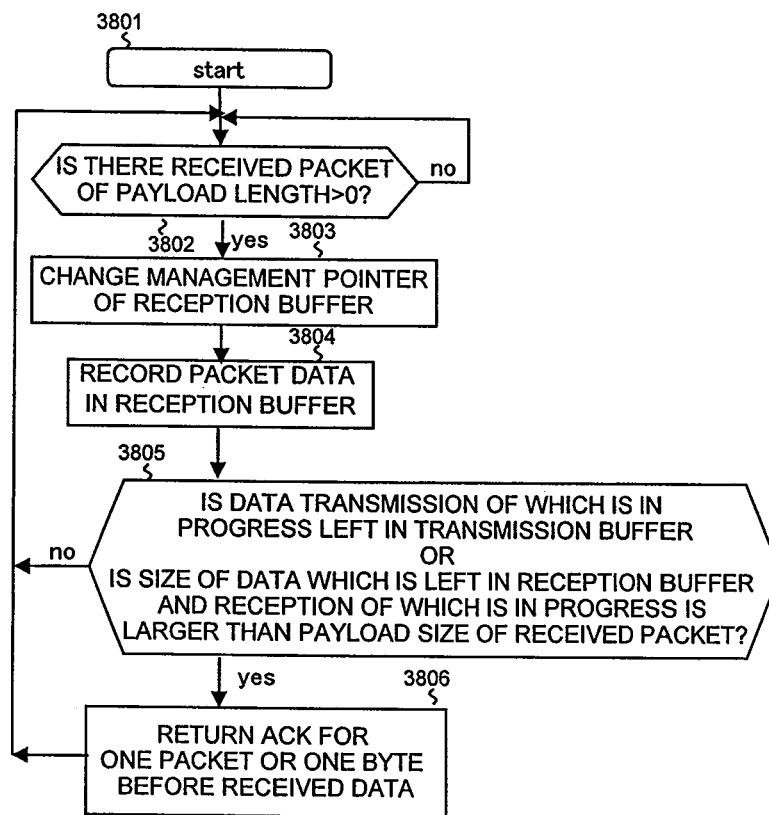 3801
start
IS THERE RECEIVED PACKET
OF PAYLOAD LENGTH>0?
no
3802
yes
3803
CHANGE MANAGEMENT POINTER
OF RECEPTION BUFFER
3804
RECORD PACKET DATA
IN RECEPTION BUFFER
3805
IS DATA TRANSMISSION OF WHICH IS IN
PROGRESS LEFT IN TRANSMISSION BUFFER
OR
IS SIZE OF DATA WHICH IS LEFT IN RECEPTION BUFFER
AND RECEPTION OF WHICH IS IN PROGRESS IS
LARGER THAN PAYLOAD SIZE OF RECEIVED PACKET?
no
yes
3806
RETURN ACK FOR
ONE PACKET OR ONE BYTE
BEFORE RECEIVED DATA